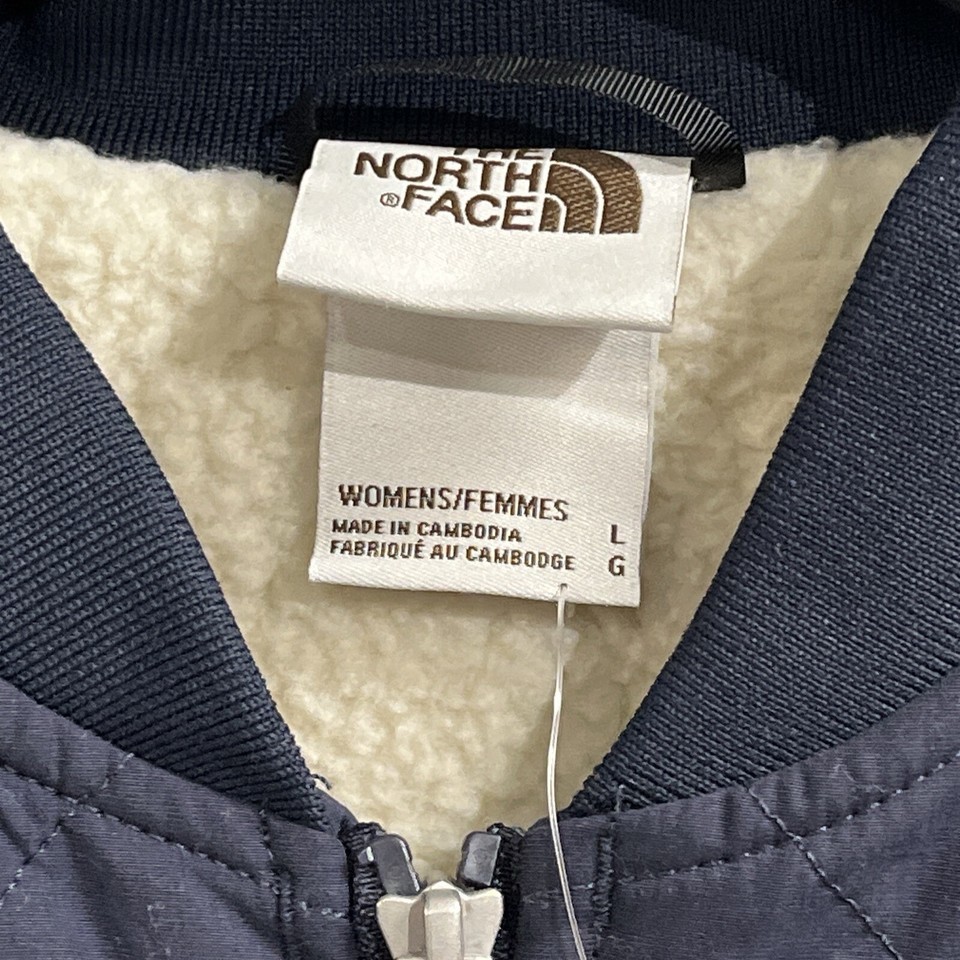 THE
NORTH
®FACE
WOMENS/FEMMES
MADE IN CAMBODIA L
FABRIQUÉ AU CAMBODGE G